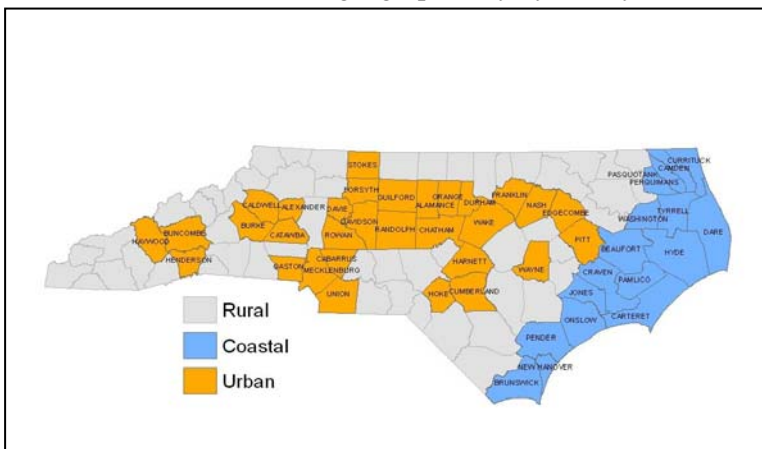 STOKES
CURRITUCK
CAMDEN
PASQUOTANK
PERQUIMANS
FORSYTH
GUILFORD
ORANGE
ALAMANCE
DURHAM
FRANKLIN
NASH
EDGECOMBE
TYRRELL
WASHINGTON
CALDWELL
ALEXANDER
DAVIE
DAVIDSON
WAKE
DARE
BUNCOMBE
BURKE
CATAWBA
ROWAN
RANDOLPH
CHATHAM
PITT
BEAUFORT
HYDE
HAYWOOD
HENDERSON
CABARRUS
GASTON
MECKLENBURG
HARNETT
WAYNE
CRAVEN
PAMLICO
UNION
HOKE
CUMBERLAND
JONES
CARTERET
ONSLOW
PENDER
NEW HANOVER
BRUNSWICK
Rural
Coastal
Urban